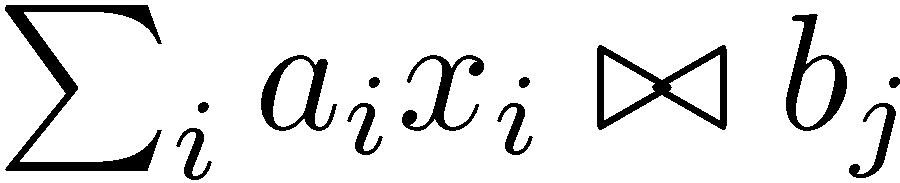 ∑ᵢ aᵢxᵢ ⋈ bⱼ